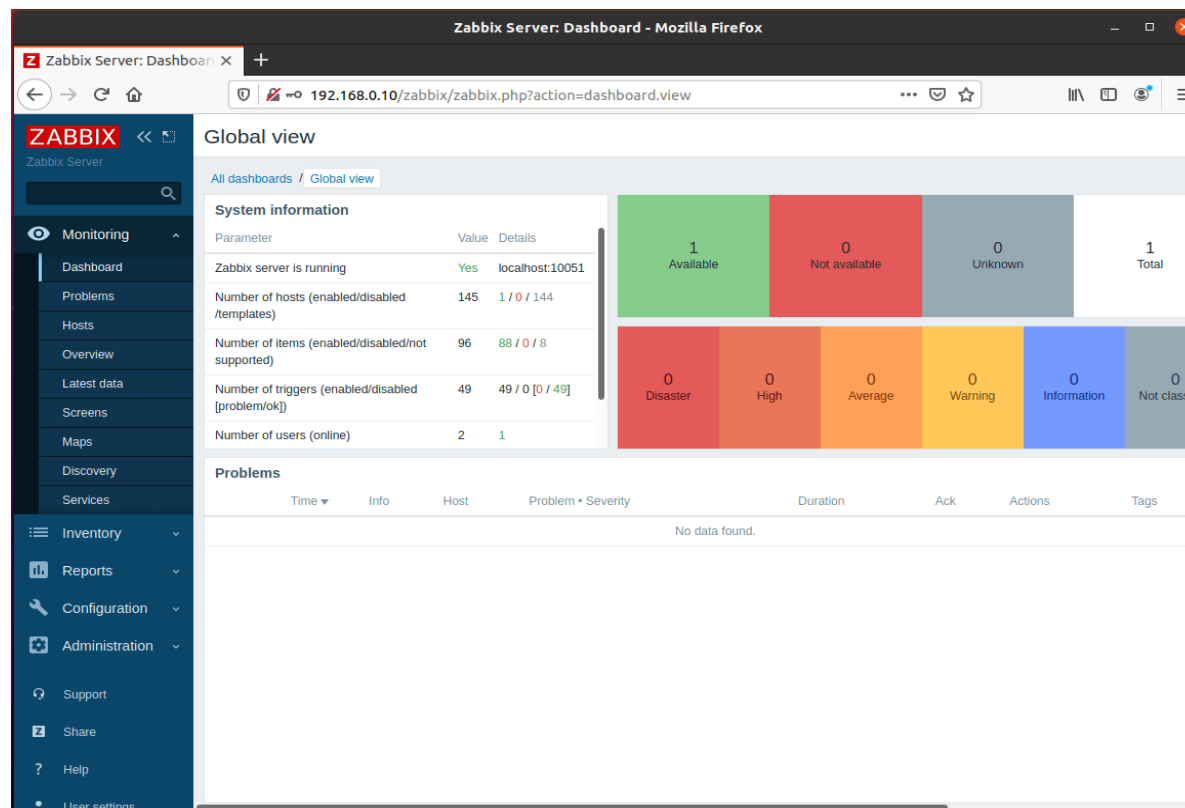 Zabbix Server: Dashboard - Mozilla Firefox
Z Zabbix Server: Dashboar
192.168.0.10/zabbix/zabbix.php?action=dashboard.view
ZABBIX
Zabbix Server
Monitoring
Dashboard
Problems
Hosts
Overview
Latest data
Screens
Maps
Discovery
Services
Inventory
Reports
Configuration
Administration
Support
Z Share
? Help
User settings
Global view
All dashboards / Global view
System information
Parameter Value Details
Zabbix server is running Yes localhost:10051
Number of hosts (enabled/disabled 145 1 / 0 / 144
/templates)
Number of items (enabled/disabled/not 96 88 / 0 / 8
supported)
Number of triggers (enabled/disabled 49 49 / 0 [0 / 49]
[problem/ok])
Number of users (online) 2 1
1 0 0 1
Available Not available Unknown Total
0 0 0 0 0 0
Disaster High Average Warning Information Not clas
Problems
Time Info Host Problem • Severity Duration Ack Actions Tags
No data found.